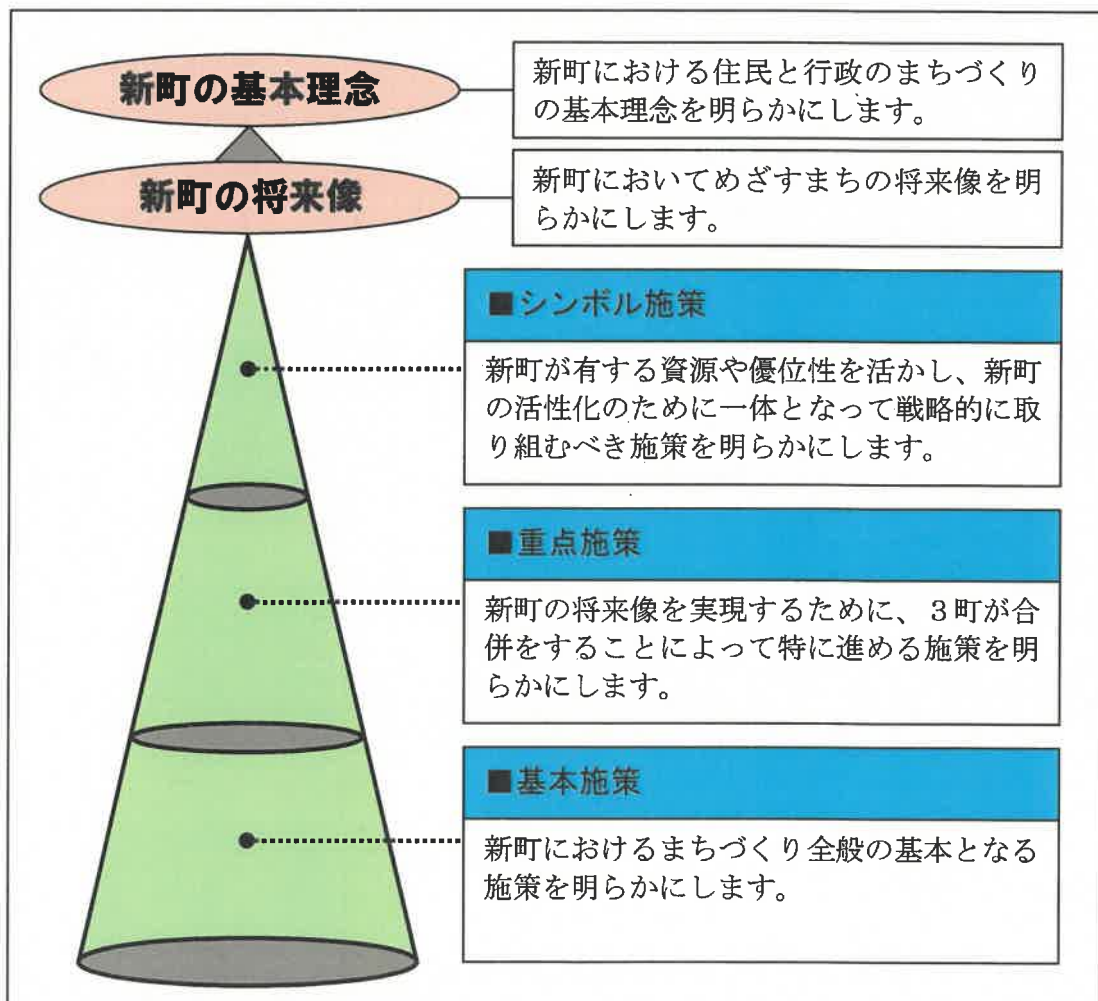 新町の基本理念
新町における住民と行政のまちづくり
の基本理念を明らかにします。
新町の将来像
新町においてめざすまちの将来像を明
らかにします。
■シンボル施策
新町が有する資源や優位性を活かし、新町
の活性化のために一体となって戦略的に取
り組むべき施策を明らかにします。
■重点施策
新町の将来像を実現するために、3町が合
併をすることによって特に進める施策を明
らかにします。
■基本施策
新町におけるまちづくり全般の基本となる
施策を明らかにします。